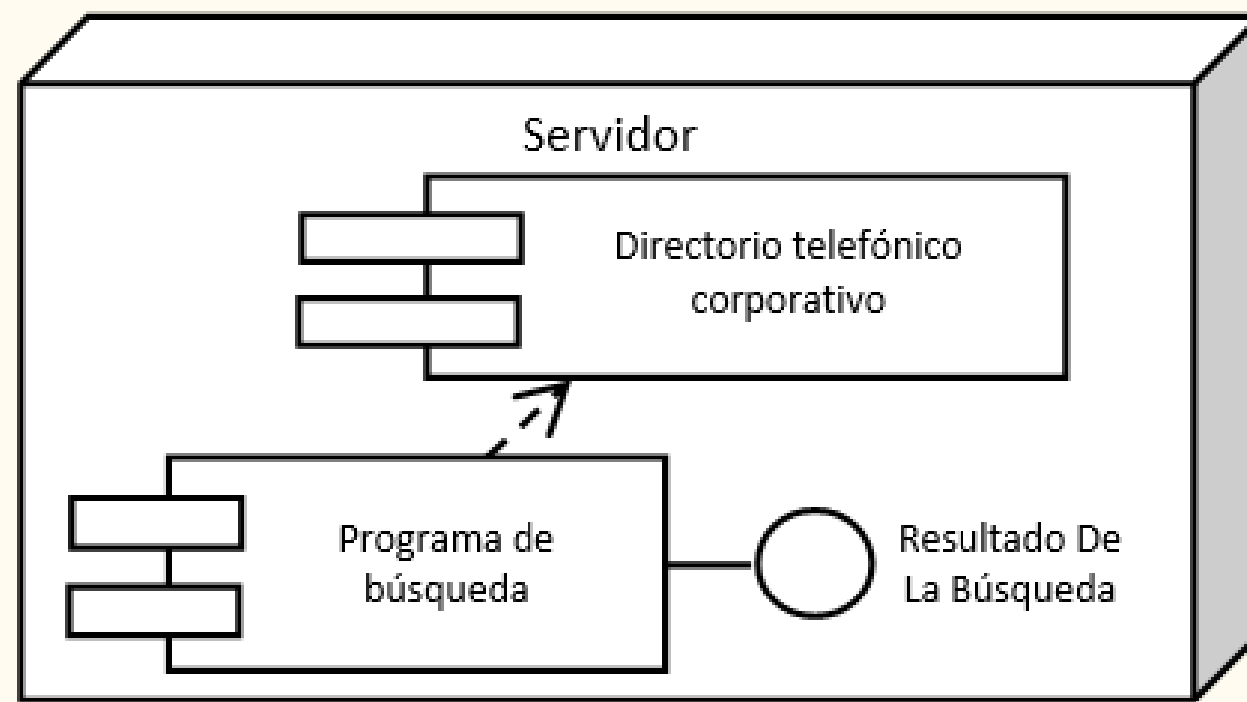 Servidor
Directorio telefónico
corporativo
Programa de
búsqueda
Resultado De
La Búsqueda